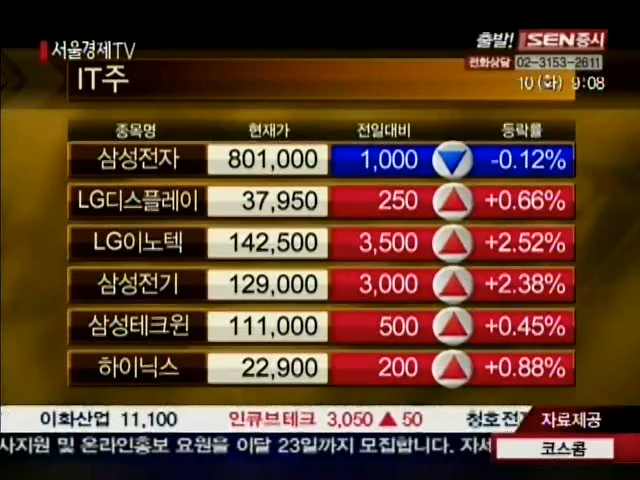 서울경제TV
출발! SEN증시
전화상담 02-3153-2611
IT주
10 (화) 9:08
종목명 현재가 전일대비 등락률
삼성전자 801,000 1,000 ▼ -0.12%
LG디스플레이 37,950 250 ▲ +0.66%
LG이노텍 142,500 3,500 ▲ +2.52%
삼성전기 129,000 3,000 ▲ +2.38%
삼성테크윈 111,000 500 ▲ +0.45%
하이닉스 22,900 200 ▲ +0.88%
이화산업 11,100 인큐브테크 3,050 ▲ 50 청호전 자료제공
사지원 및 온라인홍보 요원을 이달 23일까지 모집합니다. 자세 코스콤